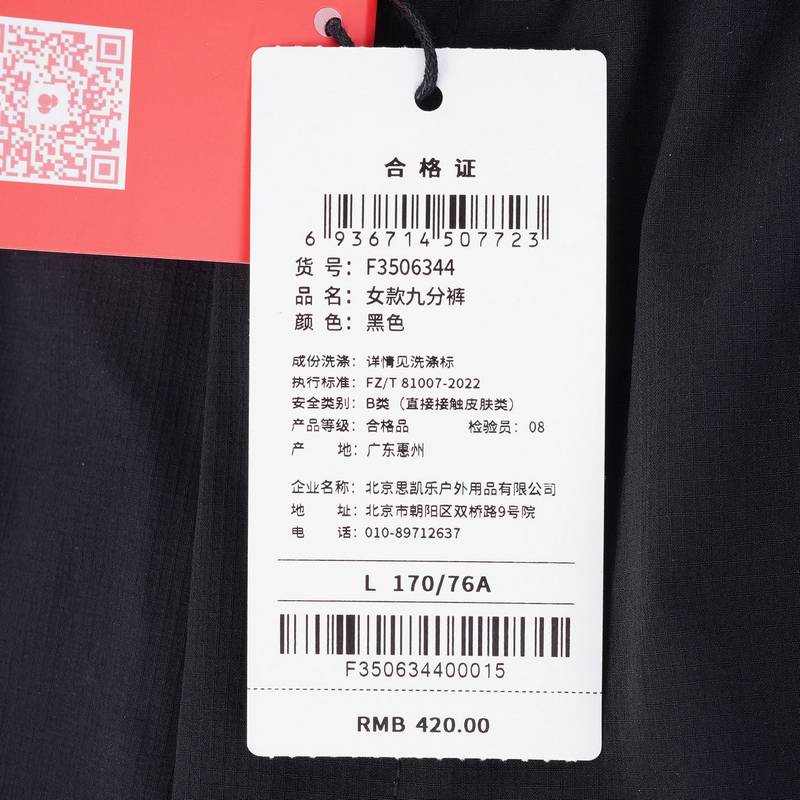 合格证
6 936714 507723
货 号：F3506344
品 名：女款九分裤
颜 色：黑色
成份洗涤：详情见洗涤标
执行标准：FZ/T 81007-2022
安全类别：B类（直接接触皮肤类）
产品等级：合格品 检验员：08
产 地：广东惠州
企业名称：北京思凯乐户外用品有限公司
地 址：北京市朝阳区双桥路9号院
电 话：010-89712637
L 170/76A
F350634400015
RMB 420.00